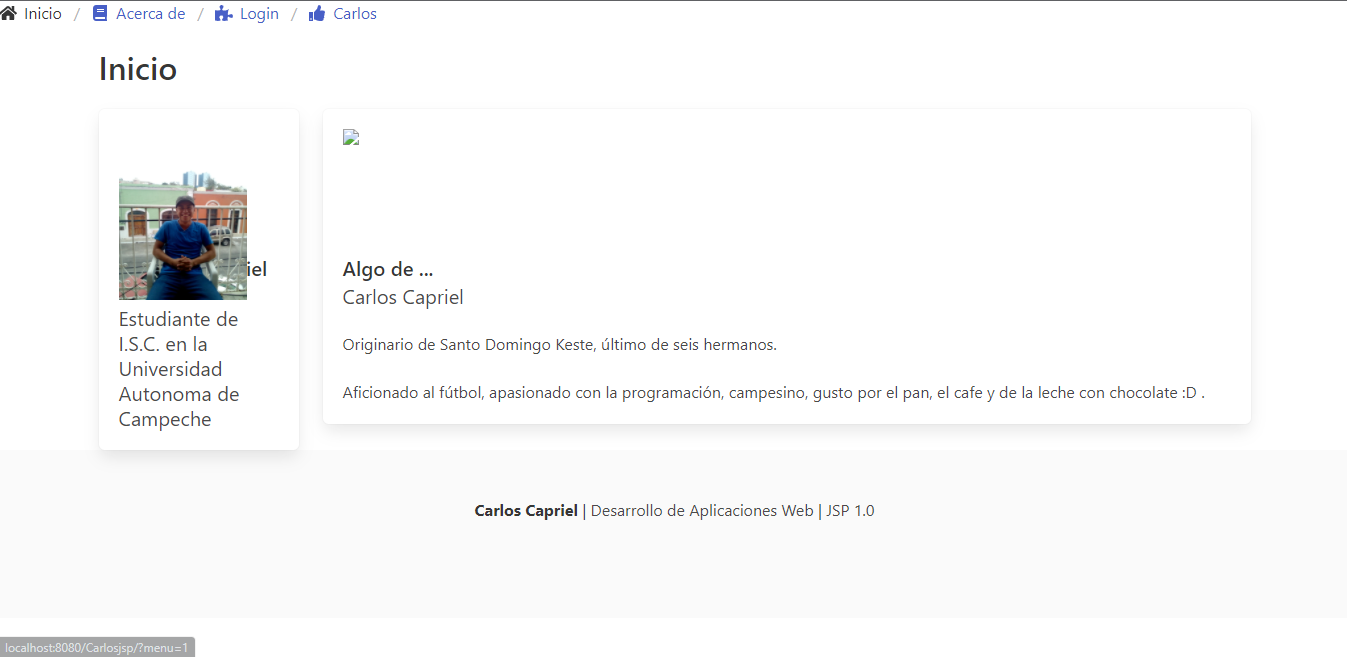 Inicio / Acerca de / Login / Carlos
Inicio
iel
Estudiante de
I.S.C. en la
Universidad
Autonoma de
Campeche
Algo de ...
Carlos Capriel
Originario de Santo Domingo Keste, último de seis hermanos.
Aficionado al fútbol, apasionado con la programación, campesino, gusto por el pan, el cafe y de la leche con chocolate :D .
Carlos Capriel | Desarrollo de Aplicaciones Web | JSP 1.0
localhost:8080/Carlosjsp/?menu=1